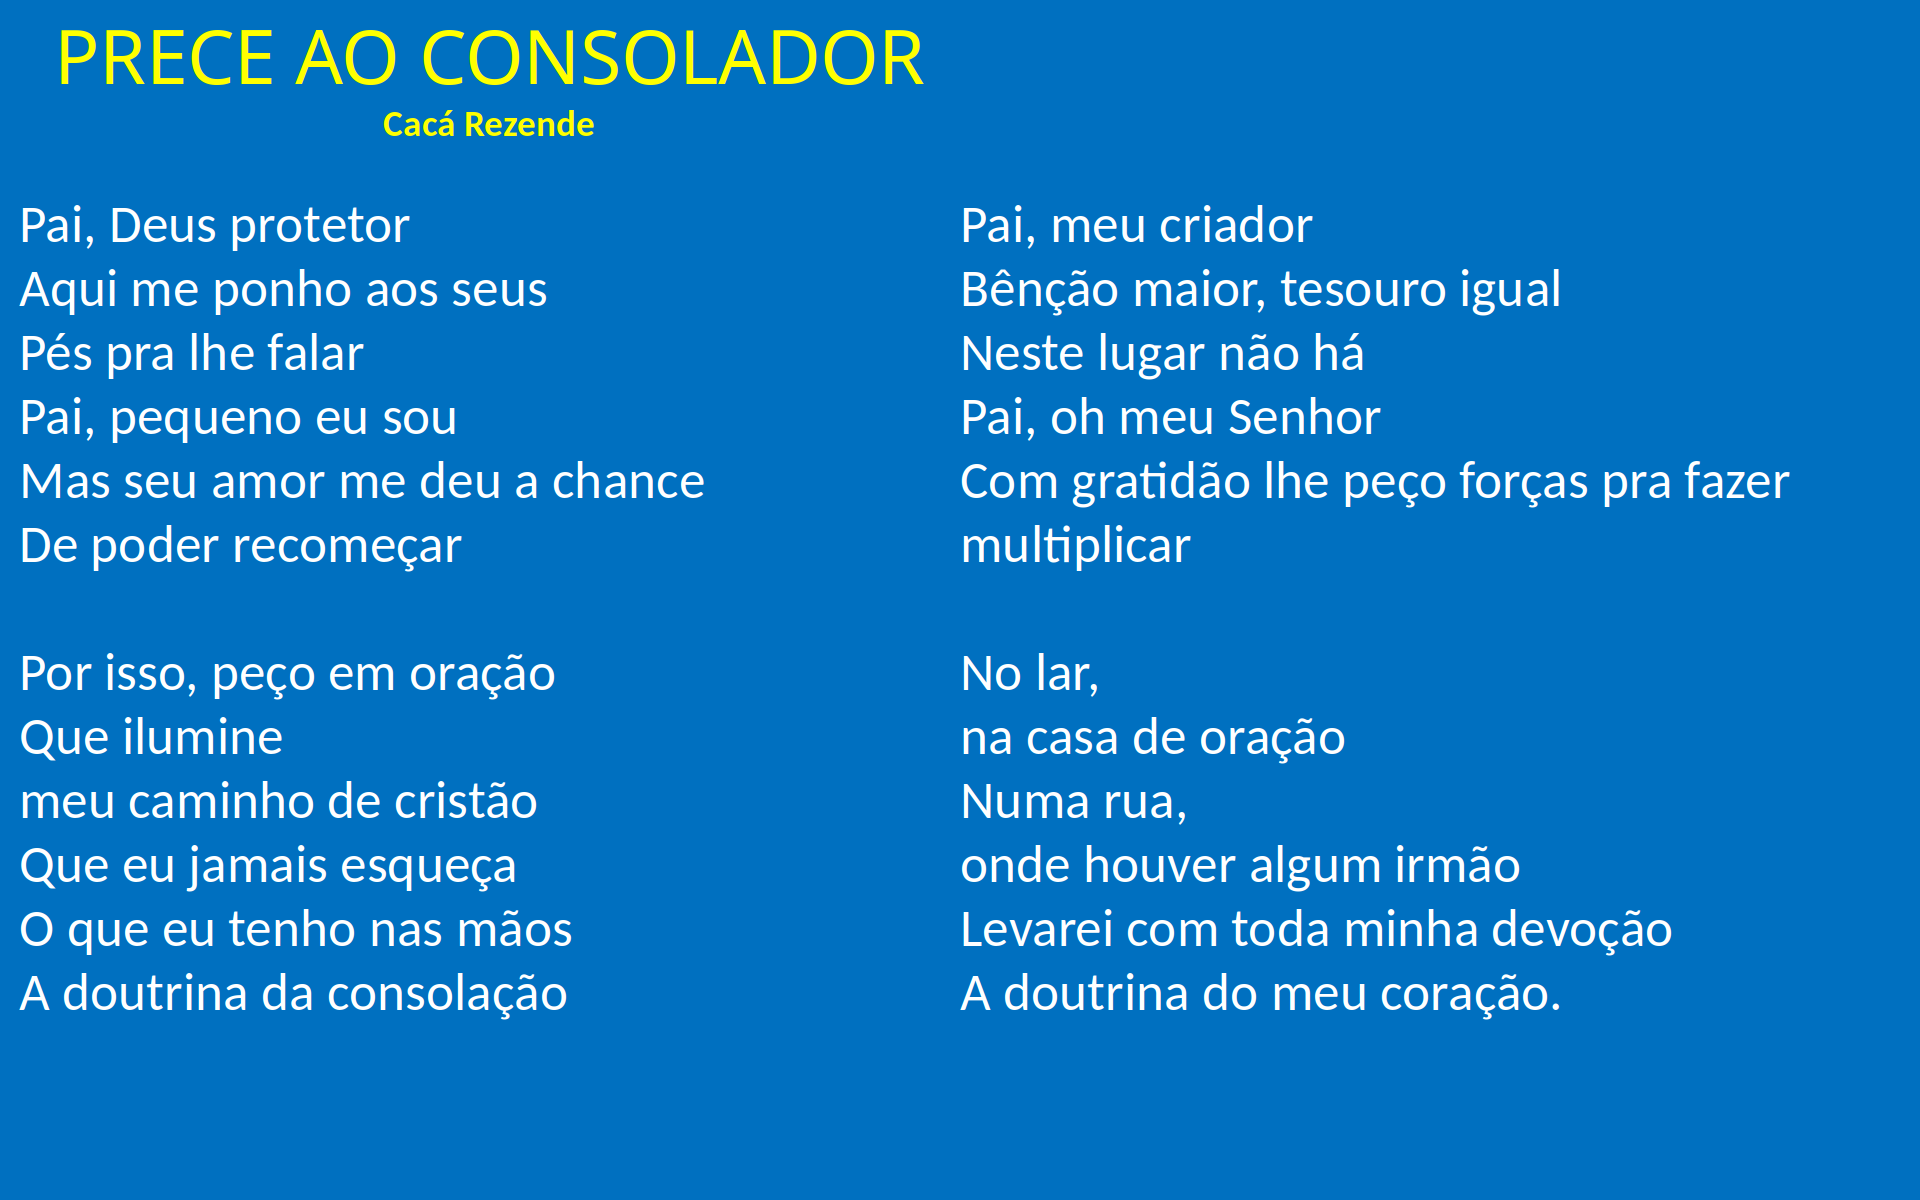 PRECE AO CONSOLADOR
Cacá Rezende
Pai, Deus protetor
Aqui me ponho aos seus
Pés pra lhe falar
Pai, pequeno eu sou
Mas seu amor me deu a chance
De poder recomeçar
Por isso, peço em oração
Que ilumine
meu caminho de cristão
Que eu jamais esqueça
O que eu tenho nas mãos
A doutrina da consolação
Pai, meu criador
Bênção maior, tesouro igual
Neste lugar não há
Pai, oh meu Senhor
Com gratidão lhe peço forças pra fazer
multiplicar
No lar,
na casa de oração
Numa rua,
onde houver algum irmão
Levarei com toda minha devoção
A doutrina do meu coração.